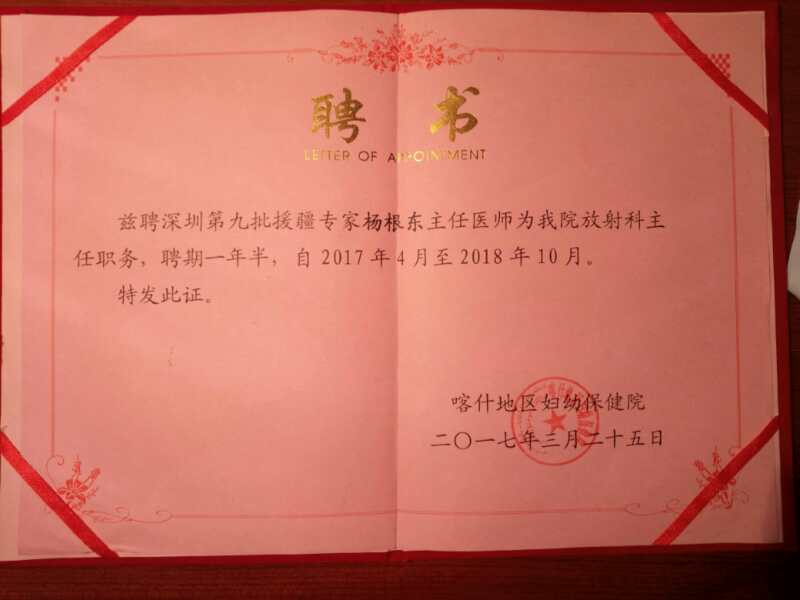 聘 书
LETTER OF APPOINTMENT
兹聘深圳第九批援疆专家杨根东主任医师为我院放射科主
任职务，聘期一年半，自 2017 年 4 月至 2018 年 10 月。
特发此证。
喀什地区妇幼保健院
二〇一七年三月二十五日